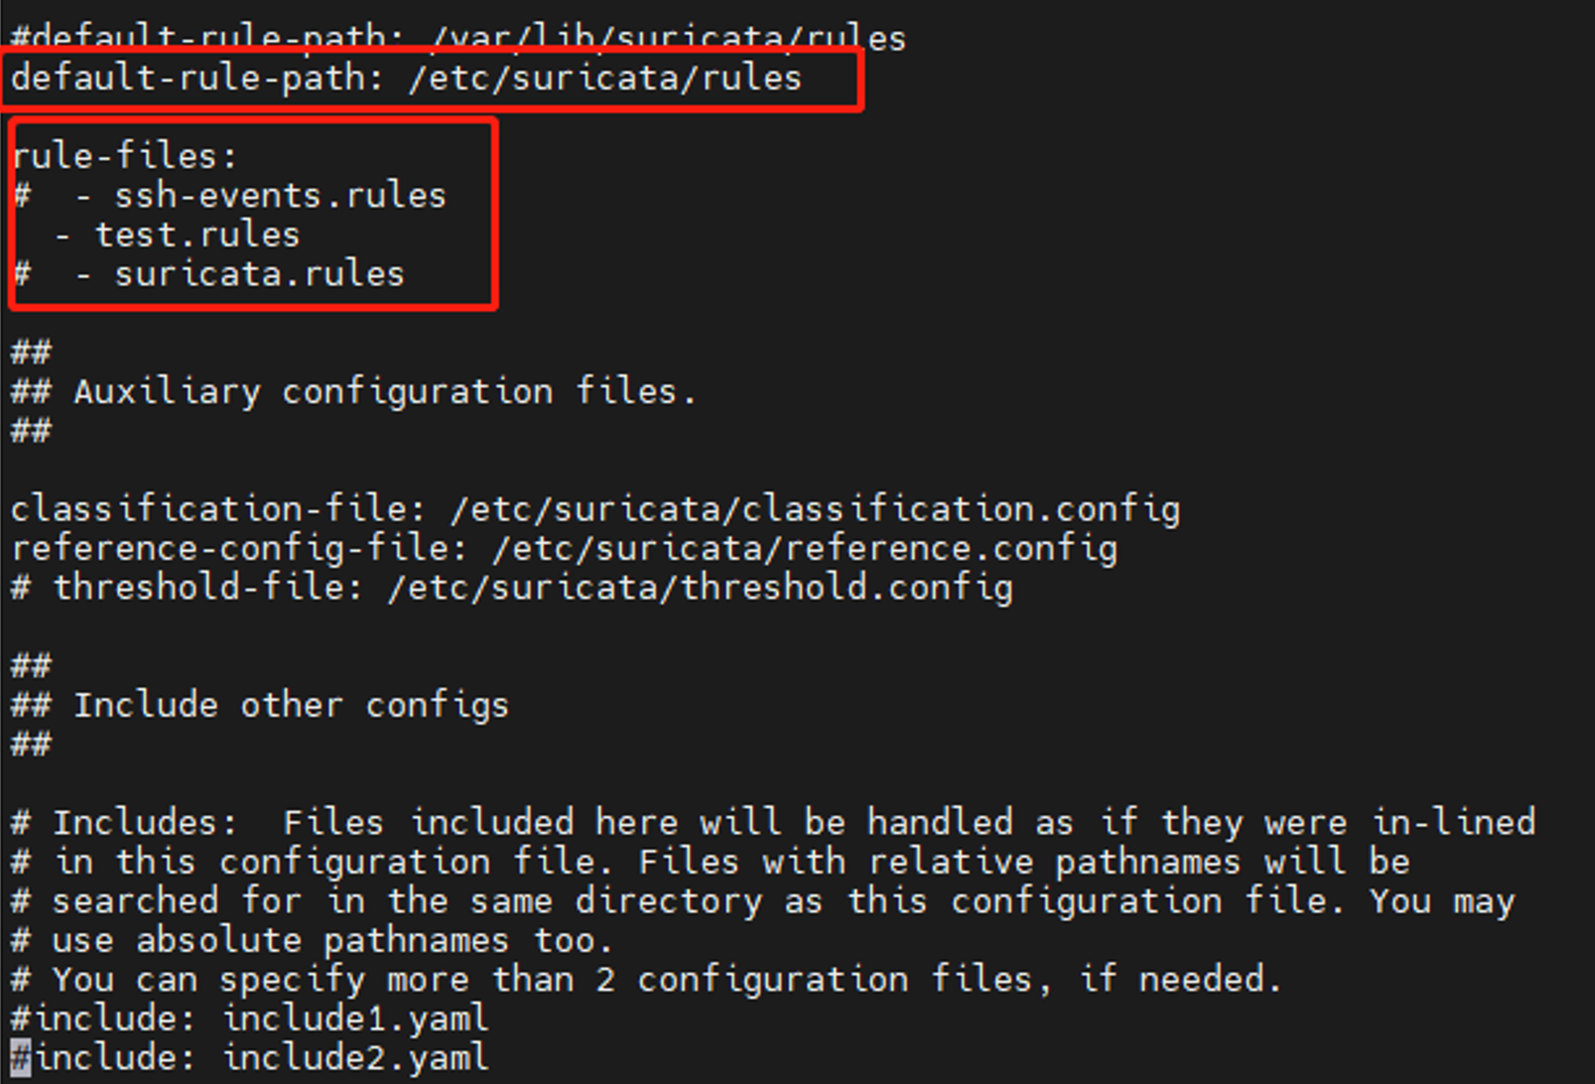 #default-rule-path: /var/lib/suricata/rules
default-rule-path: /etc/suricata/rules
rule-files:
#  - ssh-events.rules
  - test.rules
#  - suricata.rules
##
## Auxiliary configuration files.
##
classification-file: /etc/suricata/classification.config
reference-config-file: /etc/suricata/reference.config
# threshold-file: /etc/suricata/threshold.config
##
## Include other configs
##
# Includes:  Files included here will be handled as if they were in-lined
# in this configuration file. Files with relative pathnames will be
# searched for in the same directory as this configuration file. You may
# use absolute pathnames too.
# You can specify more than 2 configuration files, if needed.
#include: include1.yaml
#include: include2.yaml